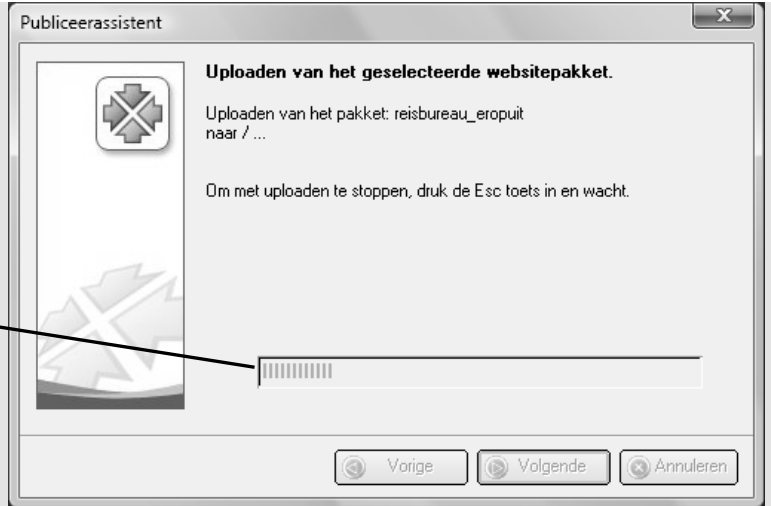 Publiceerassistent
Uploaden van het geselecteerde websitepakket.
Uploaden van het pakket: reisbureau_eropuit
naar / ...
Om met uploaden te stoppen, druk de Esc toets in en wacht.
Vorige
Volgende
Annuleren